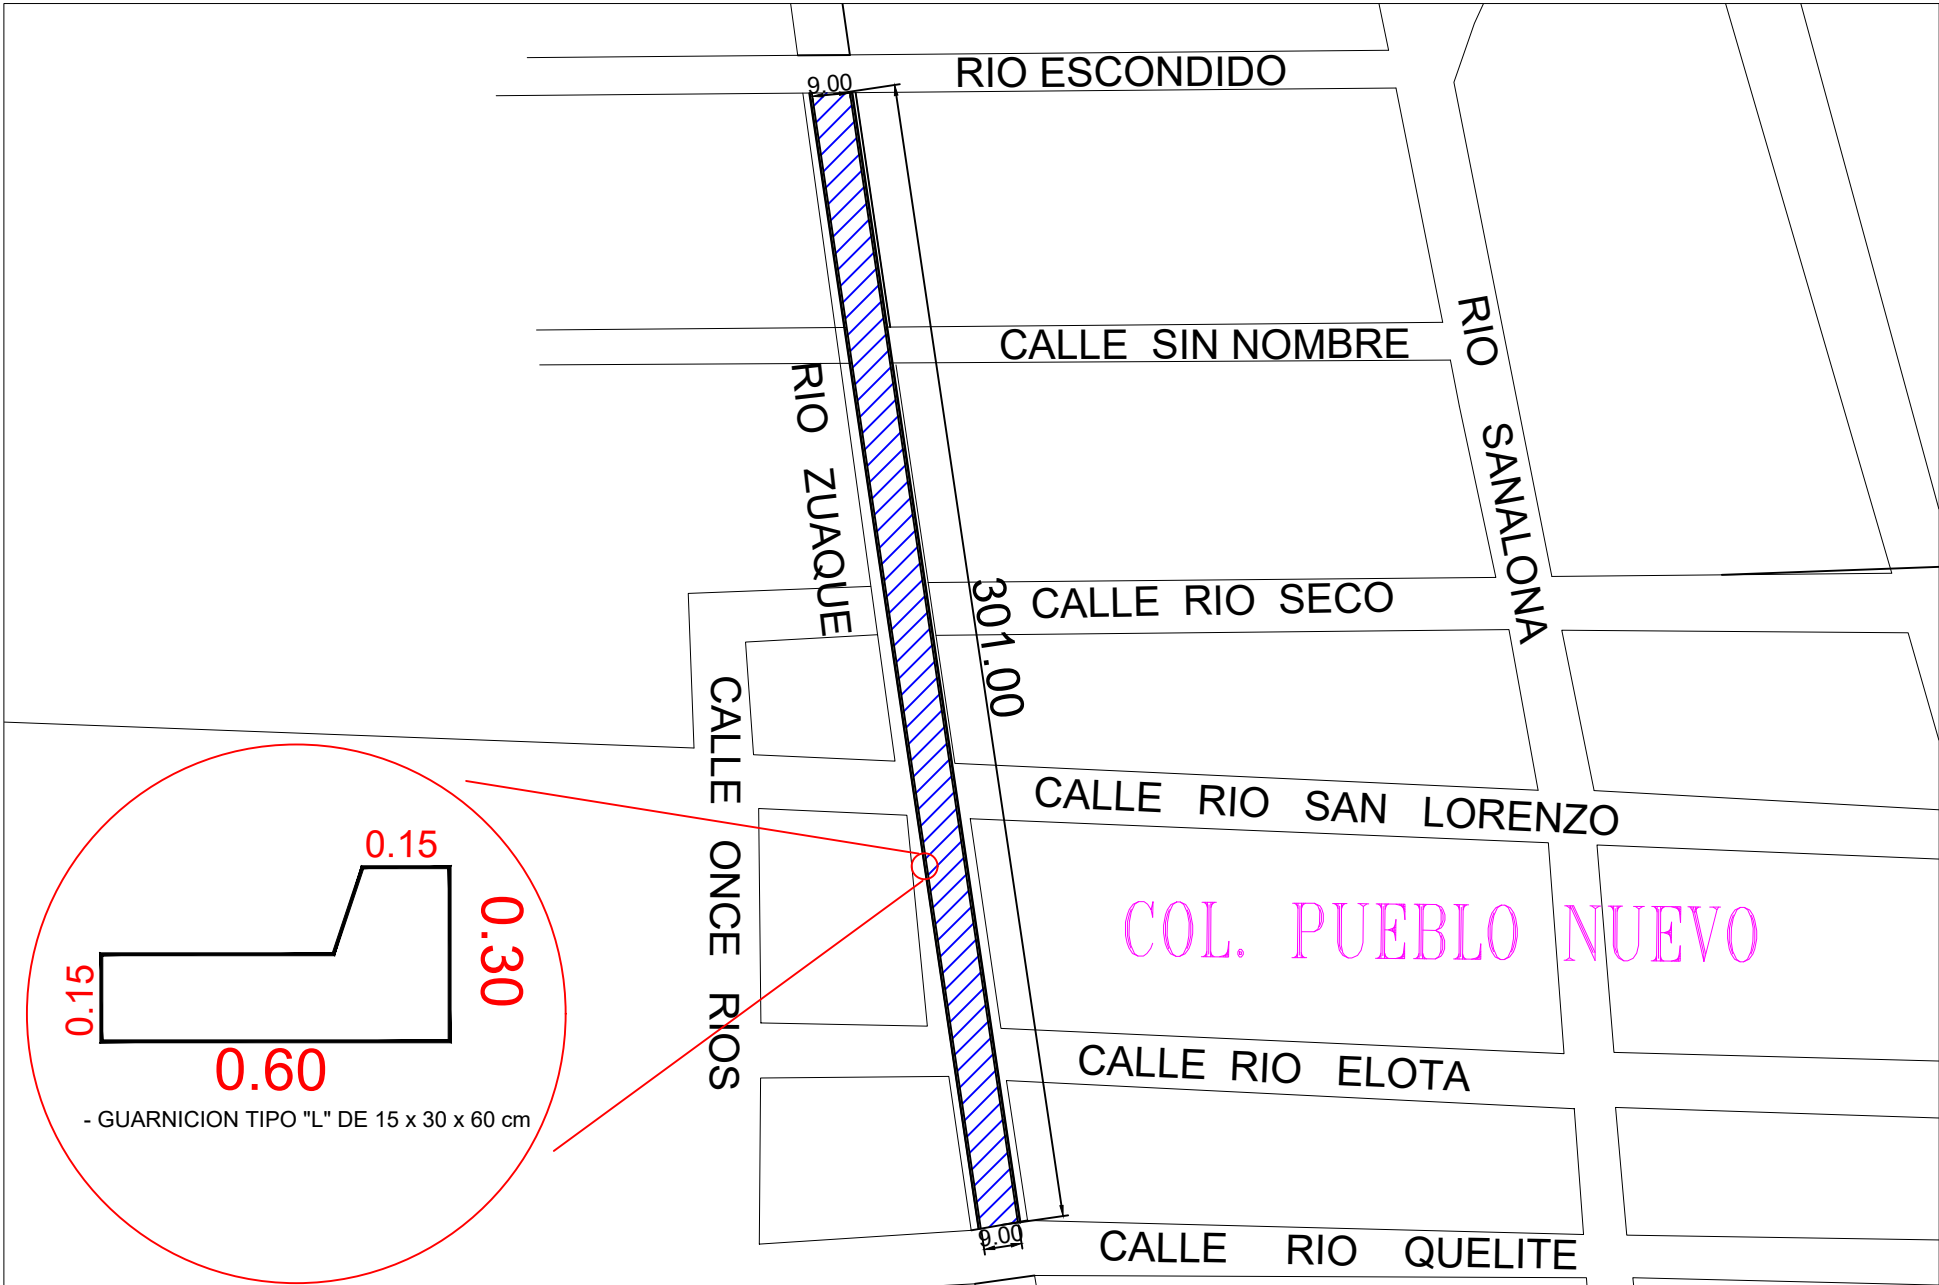 9.00
RIO ESCONDIDO
CALLE SIN NOMBRE
RIO SANALONA
RIO ZUAQUE
301.00
CALLE RIO SECO
CALLE ONCE RIOS
CALLE RIO SAN LORENZO
0.15
0.30
0.15
0.60
- GUARNICION TIPO "L" DE 15 x 30 x 60 cm
COL. PUEBLO NUEVO
CALLE RIO ELOTA
9.00
CALLE RIO QUELITE